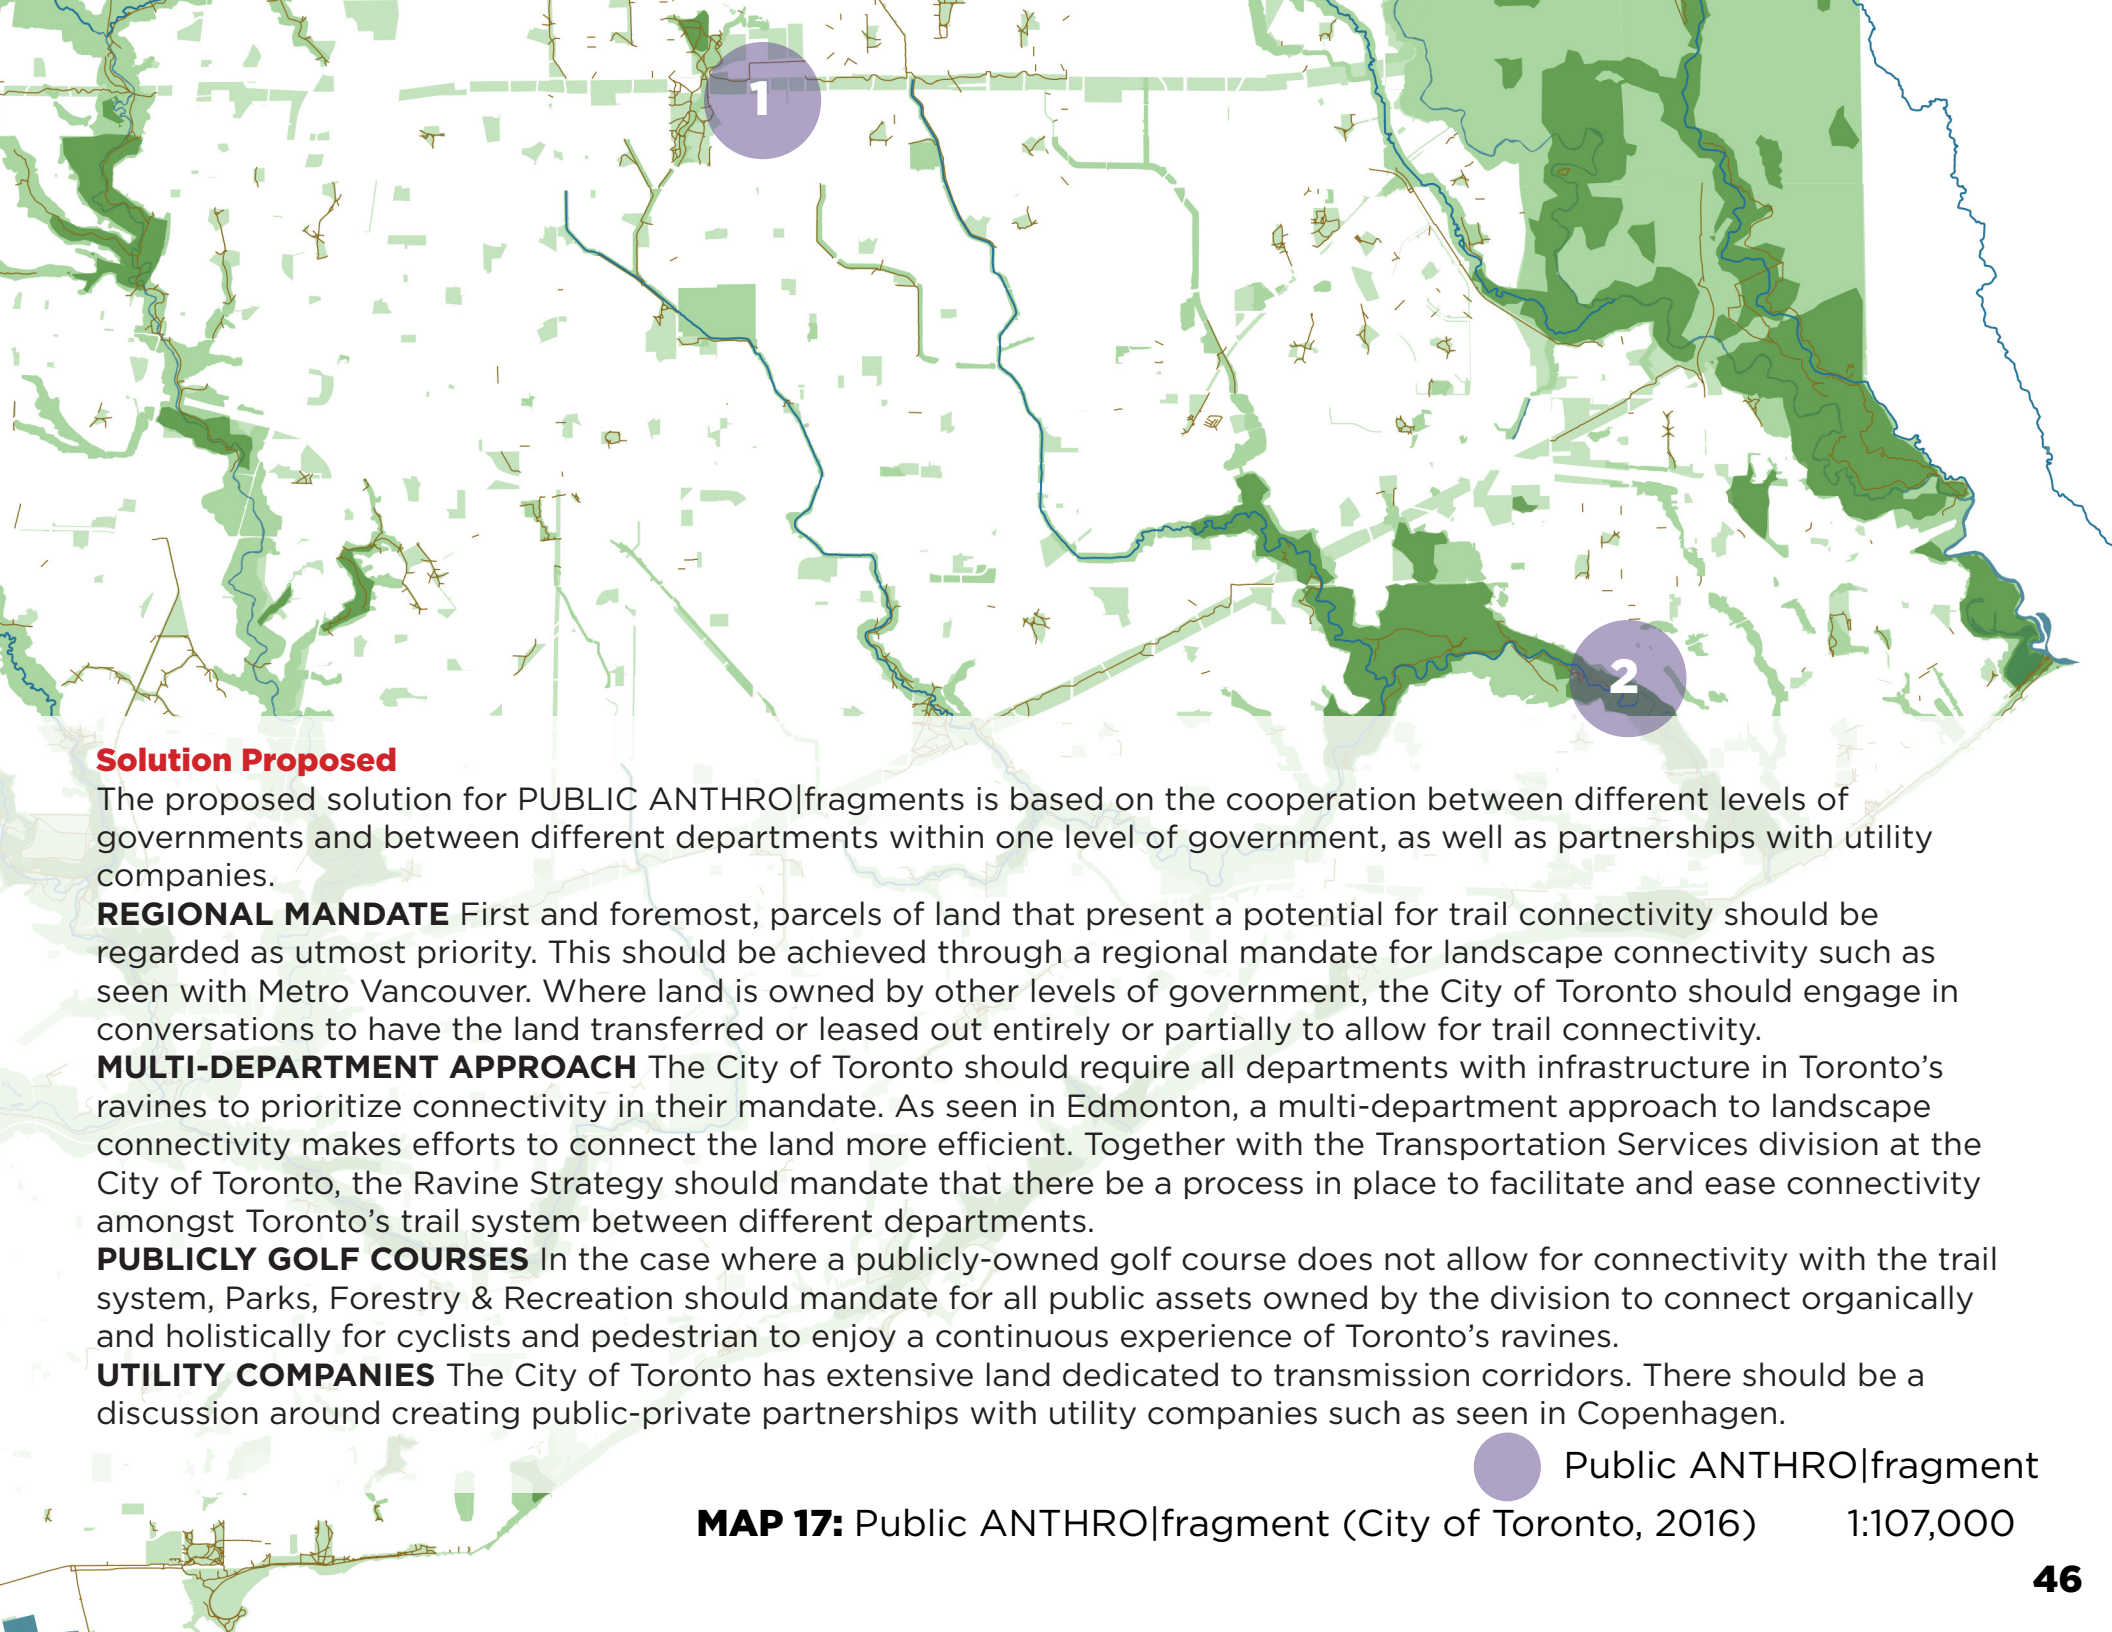 1
2
Solution Proposed
The proposed solution for PUBLIC ANTHRO|fragments is based on the cooperation between different levels of
governments and between different departments within one level of government, as well as partnerships with utility
companies.
REGIONAL MANDATE First and foremost, parcels of land that present a potential for trail connectivity should be
regarded as utmost priority. This should be achieved through a regional mandate for landscape connectivity such as
seen with Metro Vancouver. Where land is owned by other levels of government, the City of Toronto should engage in
conversations to have the land transferred or leased out entirely or partially to allow for trail connectivity.
MULTI-DEPARTMENT APPROACH The City of Toronto should require all departments with infrastructure in Toronto’s
ravines to prioritize connectivity in their mandate. As seen in Edmonton, a multi-department approach to landscape
connectivity makes efforts to connect the land more efficient. Together with the Transportation Services division at the
City of Toronto, the Ravine Strategy should mandate that there be a process in place to facilitate and ease connectivity
amongst Toronto’s trail system between different departments.
PUBLICLY GOLF COURSES In the case where a publicly-owned golf course does not allow for connectivity with the trail
system, Parks, Forestry & Recreation should mandate for all public assets owned by the division to connect organically
and holistically for cyclists and pedestrian to enjoy a continuous experience of Toronto’s ravines.
UTILITY COMPANIES The City of Toronto has extensive land dedicated to transmission corridors. There should be a
discussion around creating public-private partnerships with utility companies such as seen in Copenhagen.
Public ANTHRO|fragment
MAP 17: Public ANTHRO|fragment (City of Toronto, 2016) 1:107,000
46